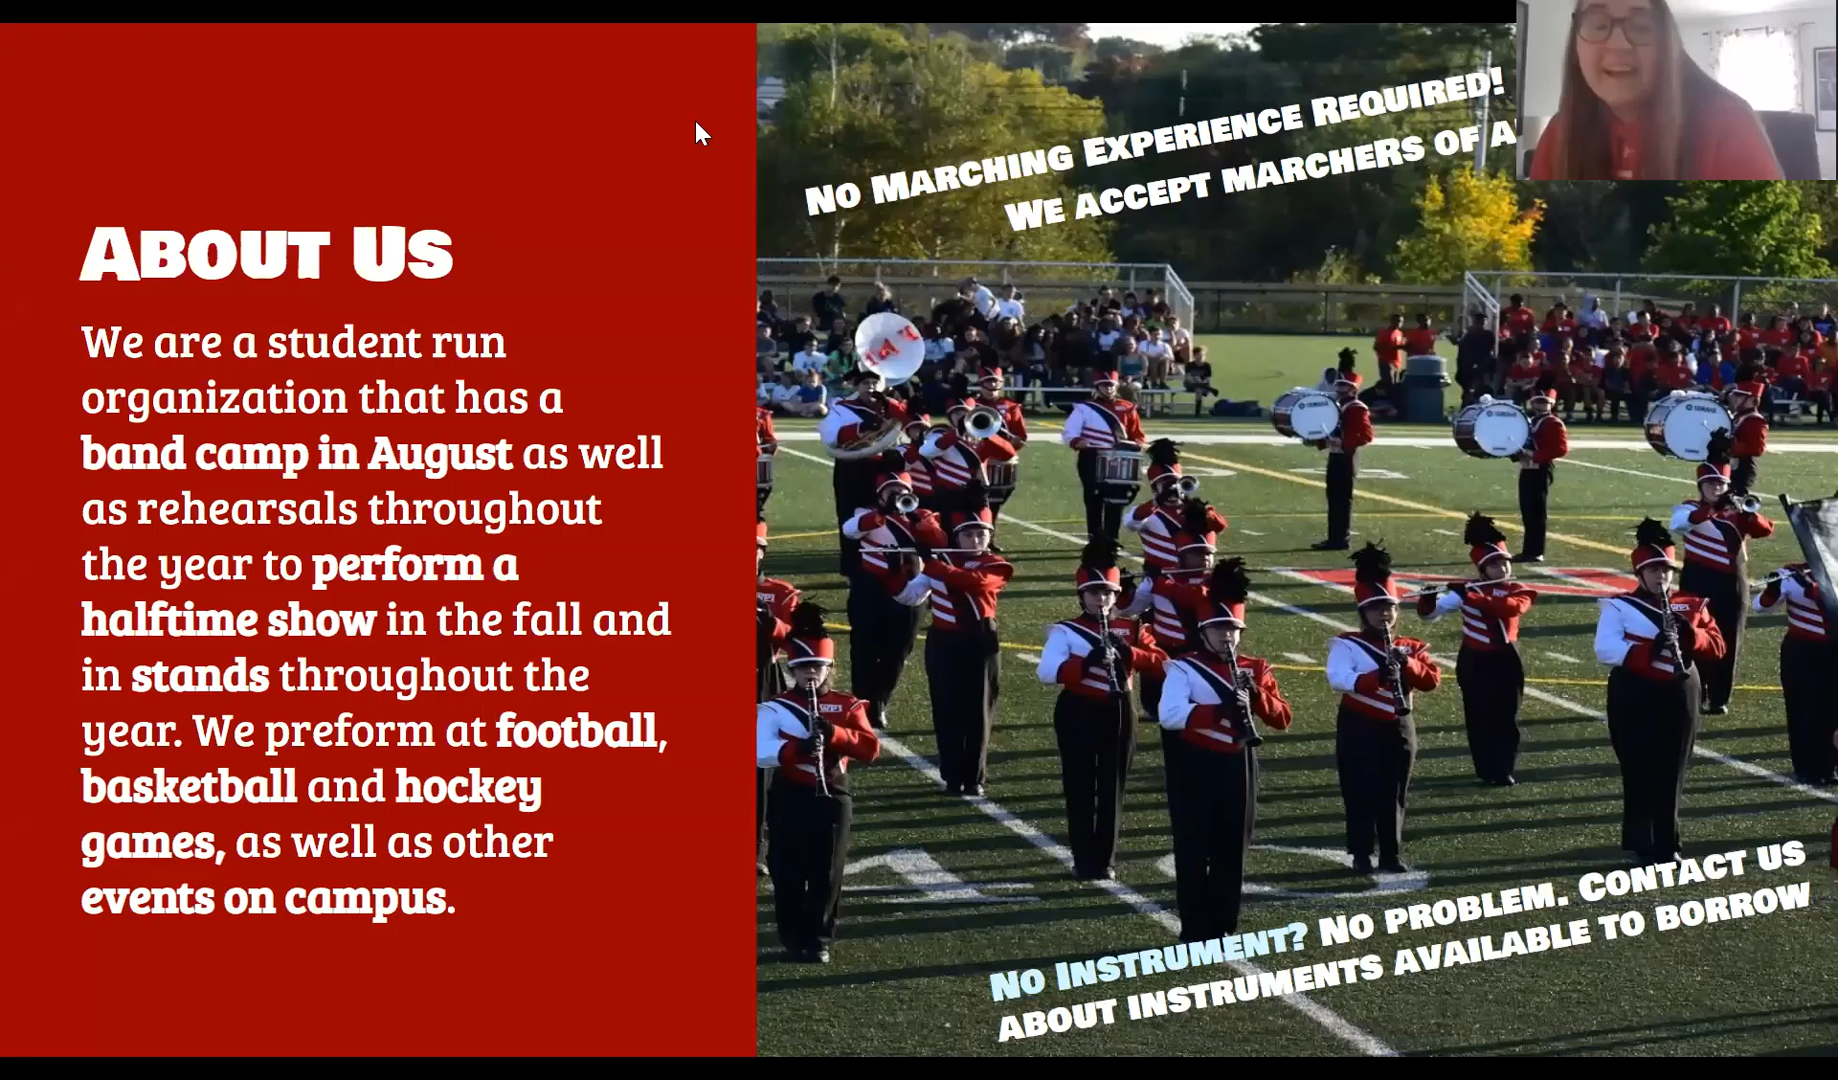 About Us
We are a student run
organization that has a
band camp in August as well
as rehearsals throughout
the year to perform a
halftime show in the fall and
in stands throughout the
year. We preform at football,
basketball and hockey
games, as well as other
events on campus.
No Marching Experience Required!
We accept marchers of
No Instrument? No problem. Contact us
about instruments available to borrow